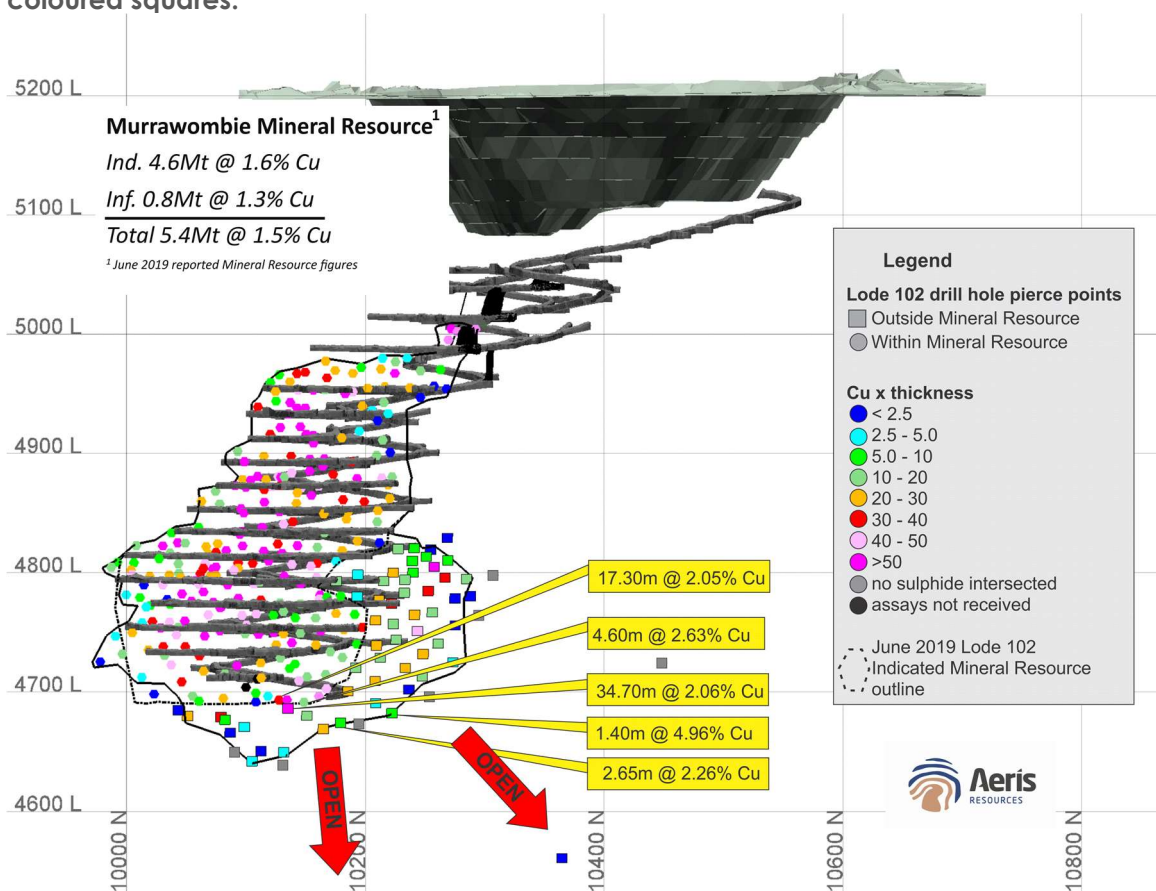 coloured squares.
5200 L
Murrawombie Mineral Resource1
Ind. 4.6Mt @ 1.6% Cu
Inf. 0.8Mt @ 1.3% Cu
Total 5.4Mt @ 1.5% Cu
1 June 2019 reported Mineral Resource figures
5100 L
5000 L
4900 L
4800 L
4700 L
4600 L
Legend
Lode 102 drill hole pierce points
Outside Mineral Resource
Within Mineral Resource
Cu x thickness
< 2.5
2.5 - 5.0
5.0 - 10
10 - 20
20 - 30
30 - 40
40 - 50
>50
no sulphide intersected
assays not received
June 2019 Lode 102
Indicated Mineral Resource
outline
17.30m @ 2.05% Cu
4.60m @ 2.63% Cu
34.70m @ 2.06% Cu
1.40m @ 4.96% Cu
2.65m @ 2.26% Cu
OPEN
OPEN
Aeris
RESOURCES
10000 N
10200 N
10400 N
10600 N
10800 N